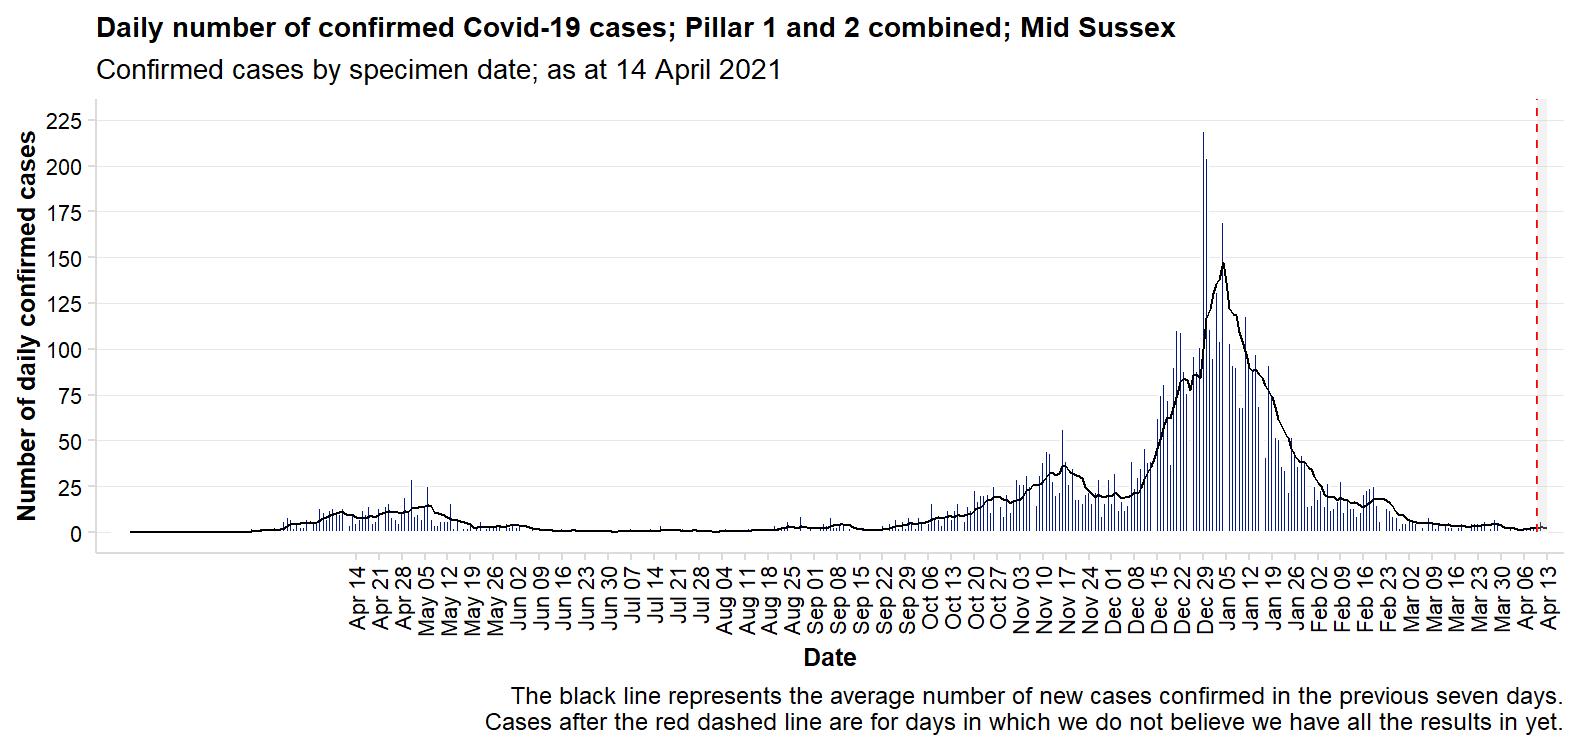 Daily number of confirmed Covid-19 cases; Pillar 1 and 2 combined; Mid Sussex
Confirmed cases by specimen date; as at 14 April 2021
Number of daily confirmed cases
225
200
175
150
125
100
75
50
25
0
Apr 14
Apr 21
Apr 28
May 05
May 12
May 19
May 26
Jun 02
Jun 09
Jun 16
Jun 23
Jun 30
Jul 07
Jul 14
Jul 21
Jul 28
Aug 04
Aug 11
Aug 18
Aug 25
Sep 01
Sep 08
Sep 15
Sep 22
Sep 29
Oct 06
Oct 13
Oct 20
Oct 27
Nov 03
Nov 10
Nov 17
Nov 24
Dec 01
Dec 08
Dec 15
Dec 22
Dec 29
Jan 05
Jan 12
Jan 19
Jan 26
Feb 02
Feb 09
Feb 16
Feb 23
Mar 02
Mar 09
Mar 16
Mar 23
Mar 30
Apr 06
Apr 13
Date
The black line represents the average number of new cases confirmed in the previous seven days.
Cases after the red dashed line are for days in which we do not believe we have all the results in yet.